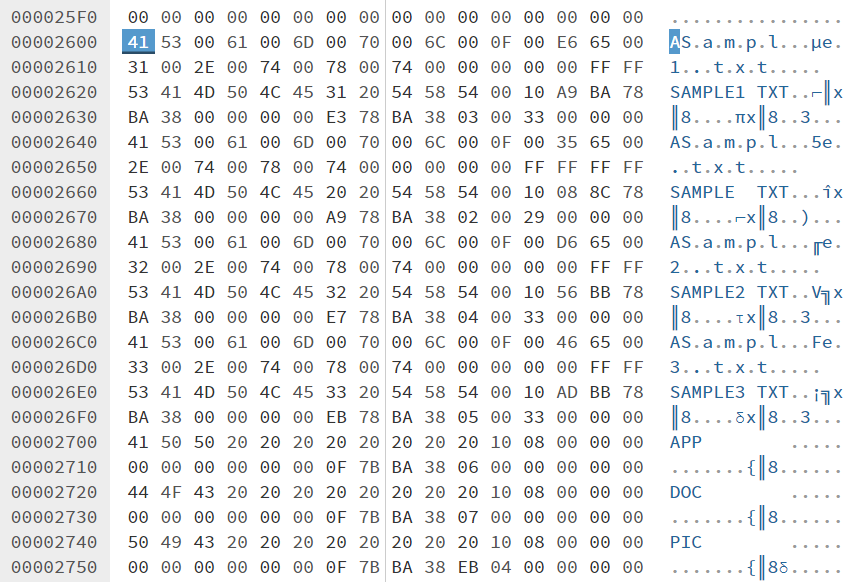 000025F0 00 00 00 00 00 00 00 00 00 00 00 00 00 00 00 00 ................
00002600 41 53 00 61 00 6D 00 70 00 6C 00 0F 00 E6 65 00 AS.a.m.p.l...µe.
00002610 31 00 2E 00 74 00 78 00 74 00 00 00 00 00 FF FF 1...t.x.t.....
00002620 53 41 4D 50 4C 45 31 20 54 58 54 00 10 A9 BA 78 SAMPLE1 TXT..⌐║x
00002630 BA 38 00 00 00 00 E3 78 BA 38 03 00 33 00 00 00 ║8....πx║8..3...
00002640 41 53 00 61 00 6D 00 70 00 6C 00 0F 00 35 65 00 AS.a.m.p.l...5e.
00002650 2E 00 74 00 78 00 74 00 00 00 00 00 FF FF FF FF ..t.x.t.....
00002660 53 41 4D 50 4C 45 20 20 54 58 54 00 10 08 8C 78 SAMPLE  TXT...îx
00002670 BA 38 00 00 00 00 A9 78 BA 38 02 00 29 00 00 00 ║8....⌐x║8..)...
00002680 41 53 00 61 00 6D 00 70 00 6C 00 0F 00 D6 65 00 AS.a.m.p.l...╓e.
00002690 32 00 2E 00 74 00 78 00 74 00 00 00 00 00 FF FF 2...t.x.t.....
000026A0 53 41 4D 50 4C 45 32 20 54 58 54 00 10 56 BB 78 SAMPLE2 TXT..V╗x
000026B0 BA 38 00 00 00 00 E7 78 BA 38 04 00 33 00 00 00 ║8....τx║8..3...
000026C0 41 53 00 61 00 6D 00 70 00 6C 00 0F 00 46 65 00 AS.a.m.p.l...Fe.
000026D0 33 00 2E 00 74 00 78 00 74 00 00 00 00 00 FF FF 3...t.x.t.....
000026E0 53 41 4D 50 4C 45 33 20 54 58 54 00 10 AD BB 78 SAMPLE3 TXT..¡╗x
000026F0 BA 38 00 00 00 00 EB 78 BA 38 05 00 33 00 00 00 ║8....δx║8..3...
00002700 41 50 50 20 20 20 20 20 20 20 20 10 08 00 00 00 APP        .....
00002710 00 00 00 00 00 00 0F 7B BA 38 06 00 00 00 00 00 .......{║8......
00002720 44 4F 43 20 20 20 20 20 20 20 20 10 08 00 00 00 DOC        .....
00002730 00 00 00 00 00 00 0F 7B BA 38 07 00 00 00 00 00 .......{║8......
00002740 50 49 43 20 20 20 20 20 20 20 20 10 08 00 00 00 PIC        .....
00002750 00 00 00 00 00 00 0F 7B BA 38 EB 04 00 00 00 00 .......{║8δ.....